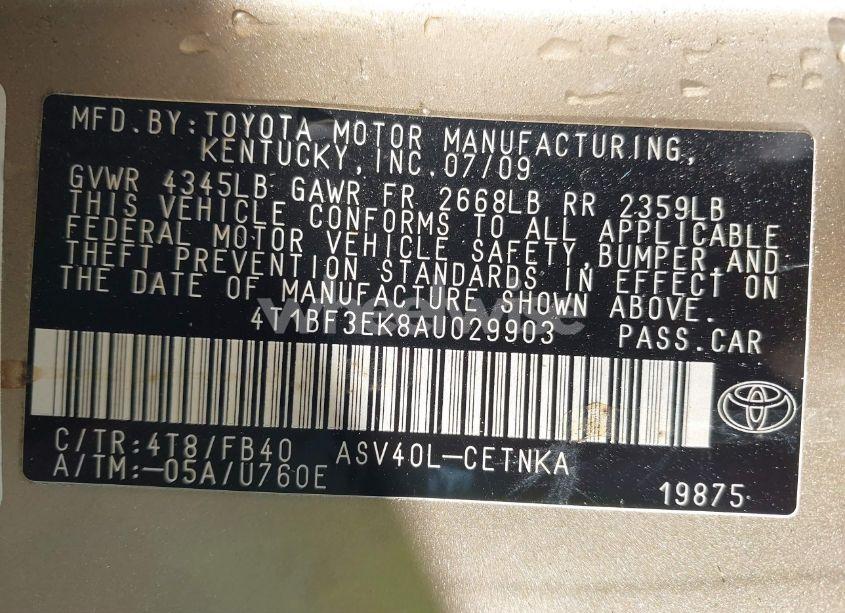 MFD.BY:TOYOTA MOTOR MANUFACTURING,
KENTUCKY,INC.07/09
GVWR 4345LB GAWR FR 2668LB RR 2359LB
THIS VEHICLE CONFORMS TO ALL APPLICABLE
FEDERAL MOTOR VEHICLE SAFETY,BUMPER,AND
THEFT PREVENTION STANDARDS IN EFFECT ON
THE DATE OF MANUFACTURE SHOWN ABOVE.
4T1BF3EK8AU029903 PASS.CAR
C/TR:4T8/FB40 ASV40L-CETNKA
A/TM:-05A/U760E
19875